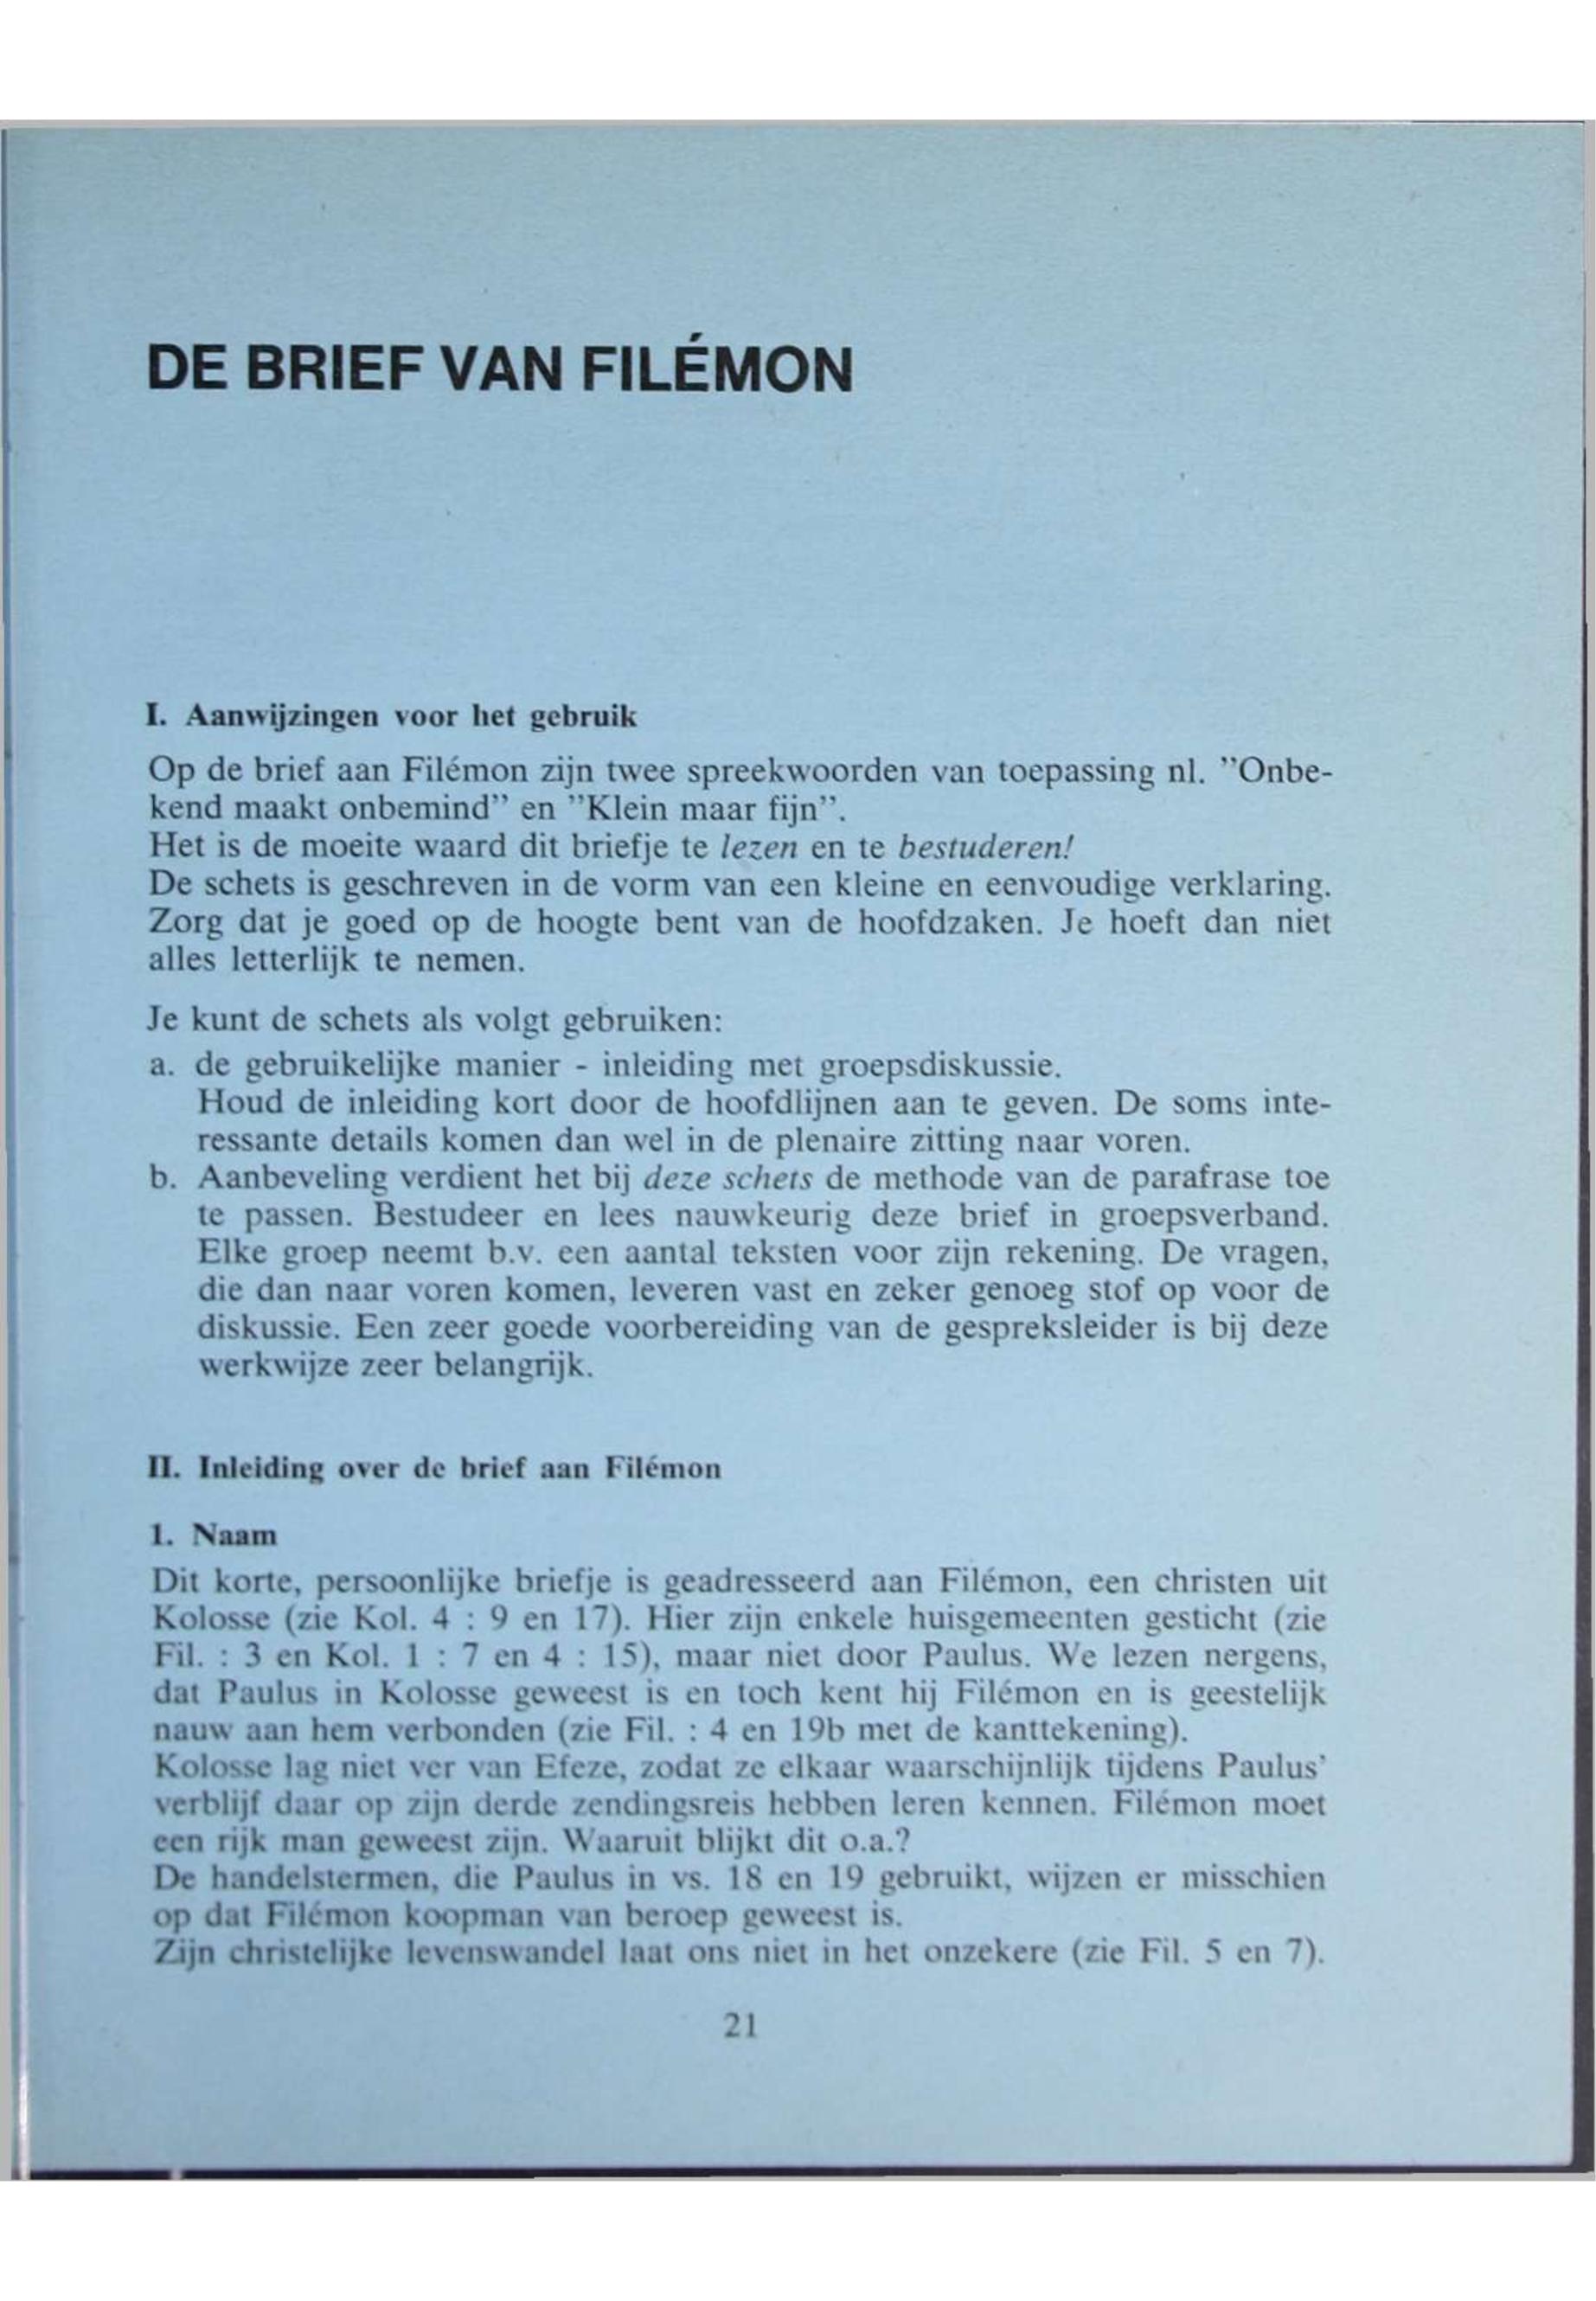 DE BRIEF VAN FILÉMON
I. Aanwijzingen voor het gebruik
Op de brief aan Filémon zijn twee spreekwoorden van toepassing nl. ”Onbe-
kend maakt onbemind” en ”Klein maar fijn”.
Het is de moeite waard dit briefje te lezen en te bestuderen!
De schets is geschreven in de vorm van een kleine en eenvoudige verklaring.
Zorg dat je goed op de hoogte bent van de hoofdzaken. Je hoeft dan niet
alles letterlijk te nemen.
Je kunt de schets als volgt gebruiken:
a. de gebruikelijke manier - inleiding met groepsdiskussie.
Houd de inleiding kort door de hoofdlijnen aan te geven. De soms inte-
ressante details komen dan wel in de plenaire zitting naar voren.
b. Aanbeveling verdient het bij deze schets de methode van de parafrase toe
te passen. Bestudeer en lees nauwkeurig deze brief in groepsverband.
Elke groep neemt b.v. een aantal teksten voor zijn rekening. De vragen,
die dan naar voren komen, leveren vast en zeker genoeg stof op voor de
diskussie. Een zeer goede voorbereiding van de gespreksleider is bij deze
werkwijze zeer belangrijk.
II. Inleiding over de brief aan Filémon
1. Naam
Dit korte, persoonlijke briefje is geadresseerd aan Filémon, een christen uit
Kolosse (zie Kol. 4 : 9 en 17). Hier zijn enkele huisgemeenten gesticht (zie
Fil. : 3 en Kol. 1 : 7 en 4 : 15), maar niet door Paulus. We lezen nergens,
dat Paulus in Kolosse geweest is en toch kent hij Filémon en is geestelijk
nauw aan hem verbonden (zie Fil. : 4 en 19b met de kanttekening).
Kolosse lag niet ver van Efeze, zodat ze elkaar waarschijnlijk tijdens Paulus'
verblijf daar op zijn derde zendingsreis hebben leren kennen. Filémon moet
een rijk man geweest zijn. Waaruit blijkt dit o.a.?
De handelstermen, die Paulus in vs. 18 en 19 gebruikt, wijzen er misschien
op dat Filémon koopman van beroep geweest is.
Zijn christelijke levenswandel laat ons niet in het onzekere (zie Fil. 5 en 7).
21